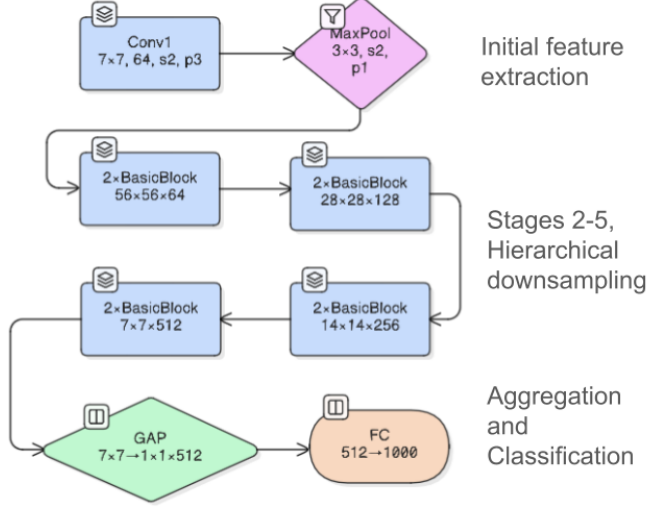 Conv1
7×7, 64, s2, p3
MaxPool
3×3, s2,
p1
Initial feature
extraction
2×BasicBlock
56×56×64
2×BasicBlock
28×28×128
Stages 2-5,
Hierarchical
downsampling
2×BasicBlock
7×7×512
2×BasicBlock
14×14×256
GAP
7×7→1×1×512
FC
512→1000
Aggregation
and
Classification